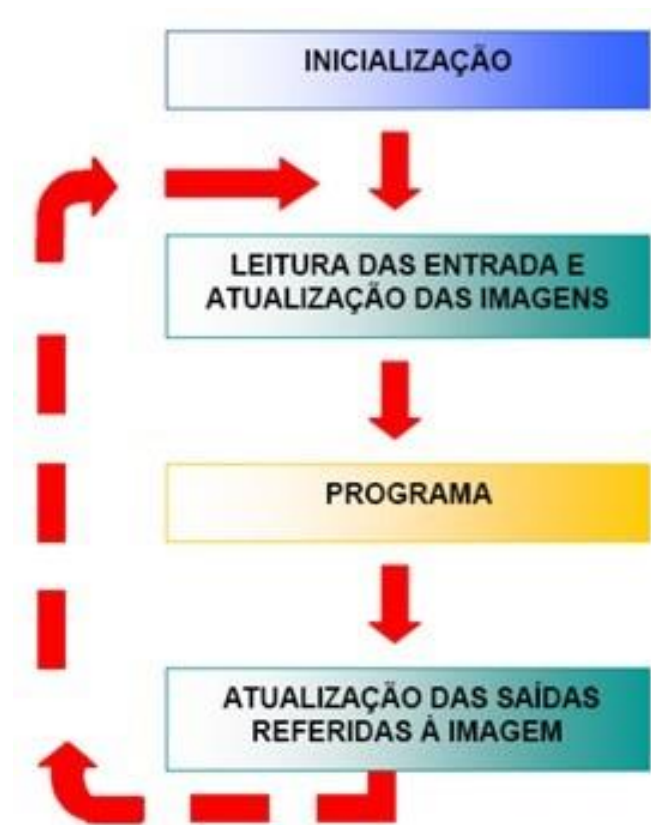 INICIALIZAÇÃO
LEITURA DAS ENTRADA E
ATUALIZAÇÃO DAS IMAGENS
PROGRAMA
ATUALIZAÇÃO DAS SAÍDAS
REFERIDAS À IMAGEM